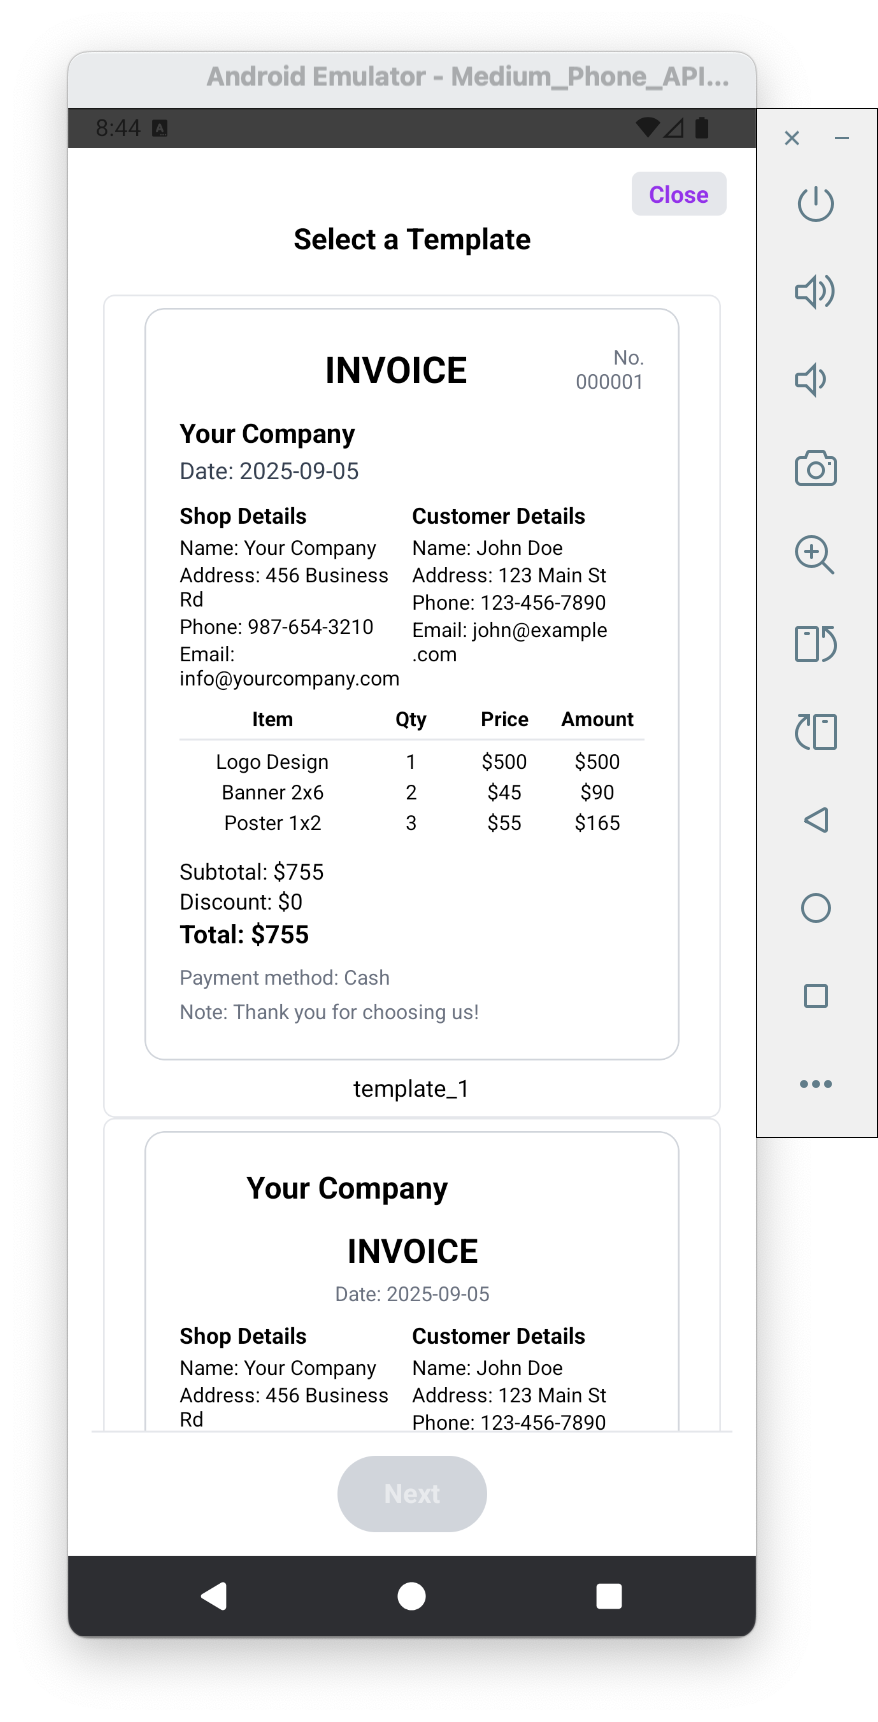 Android Emulator - Medium_Phone_API...
8:44 A
Close
Select a Template
INVOICE
No.
000001
Your Company
Date: 2025-09-05
Shop Details
Name: Your Company
Address: 456 Business
Rd
Phone: 987-654-3210
Email:
info@yourcompany.com
Customer Details
Name: John Doe
Address: 123 Main St
Phone: 123-456-7890
Email: john@example
.com
Item Qty Price Amount
Logo Design 1 $500 $500
Banner 2x6 2 $45 $90
Poster 1x2 3 $55 $165
Subtotal: $755
Discount: $0
Total: $755
Payment method: Cash
Note: Thank you for choosing us!
template_1
Your Company
INVOICE
Date: 2025-09-05
Shop Details
Name: Your Company
Address: 456 Business
Rd
Customer Details
Name: John Doe
Address: 123 Main St
Phone: 123-456-7890
Next